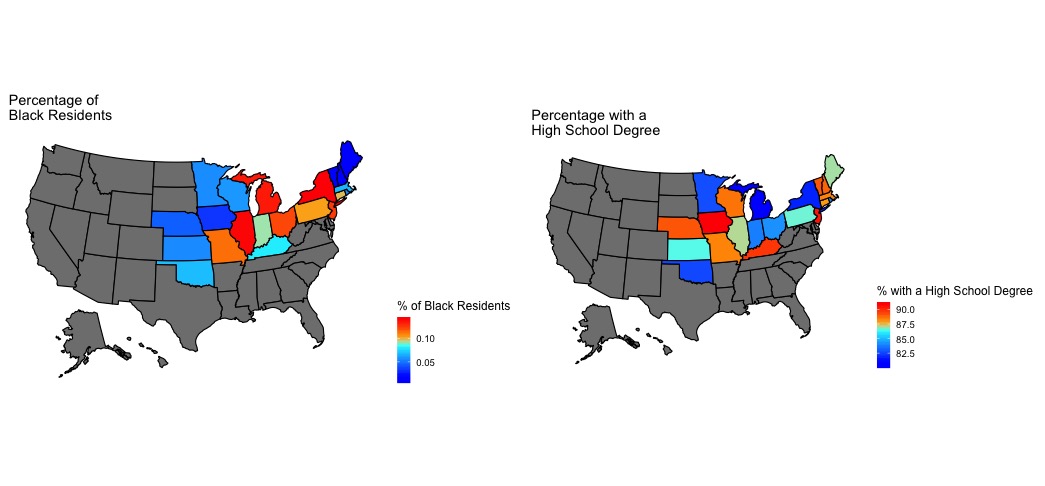 Percentage of
Black Residents
Percentage with a
High School Degree
% of Black Residents
0.10
0.05
% with a High School Degree
90.0
87.5
85.0
82.5